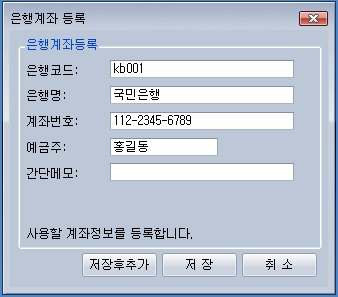 은행계좌 등록
은행계좌등록
은행코드: kb001
은행명: 국민은행
계좌번호: 112-2345-6789
예금주: 홍길동
간단메모:
사용할 계좌정보를 등록합니다.
저장후추가 저 장 취 소